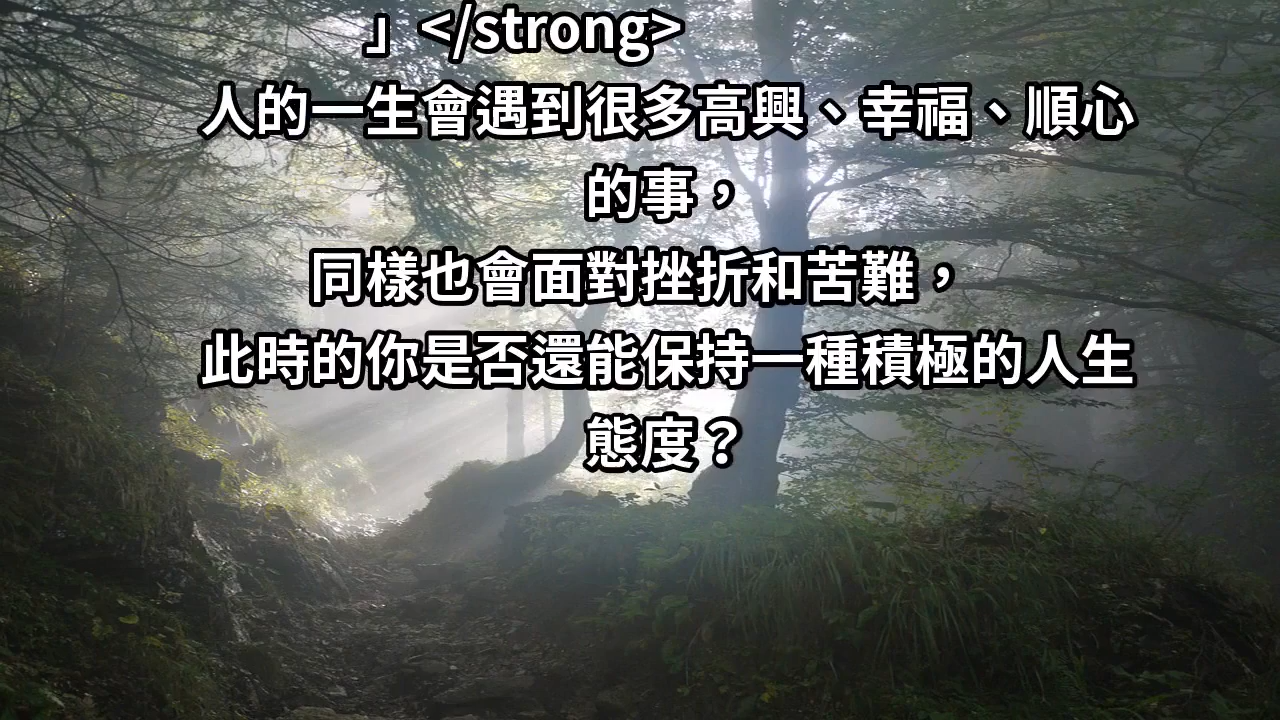 」</strong>
人的一生會遇到很多高興、幸福、順心
的事，
同樣也會面對挫折和苦難，
此時的你是否還能保持一種積極的人生
態度？